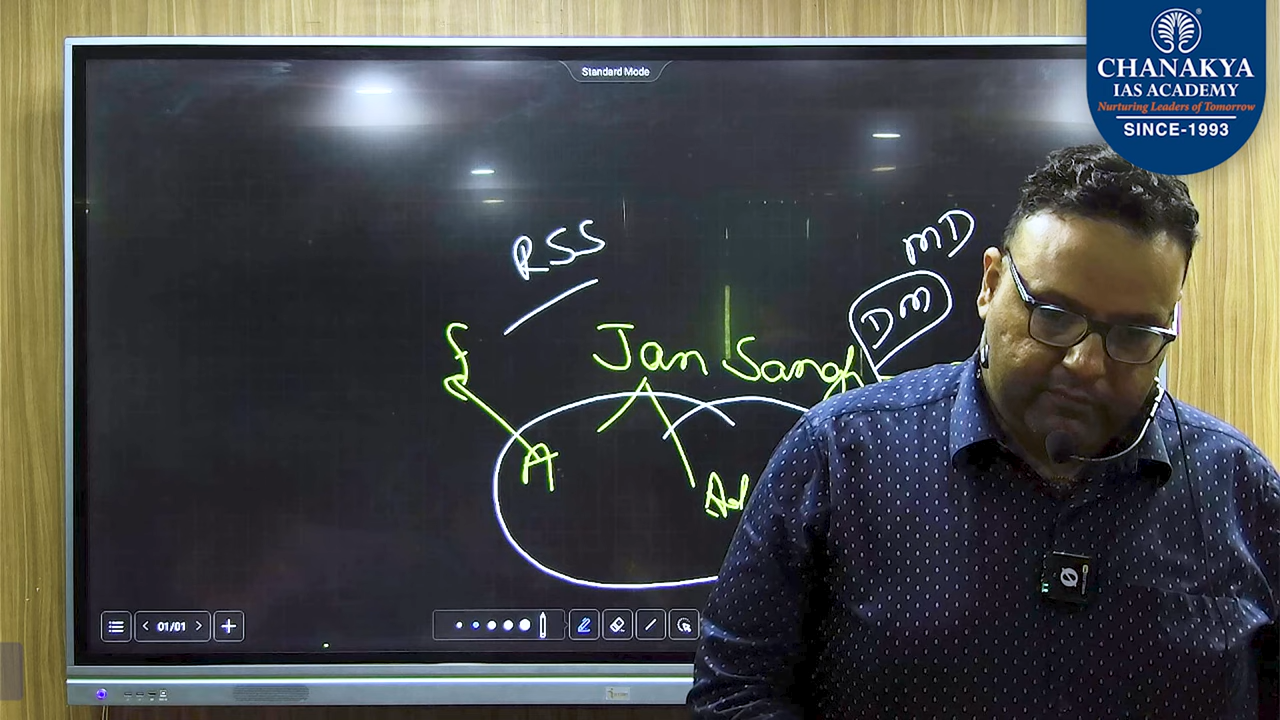 Standard Mode
CHANAKYA
IAS ACADEMY
Nurturing Leaders of Tomorrow
SINCE-1993
RSS
MD
DM
Jan Sangh
A
01/01